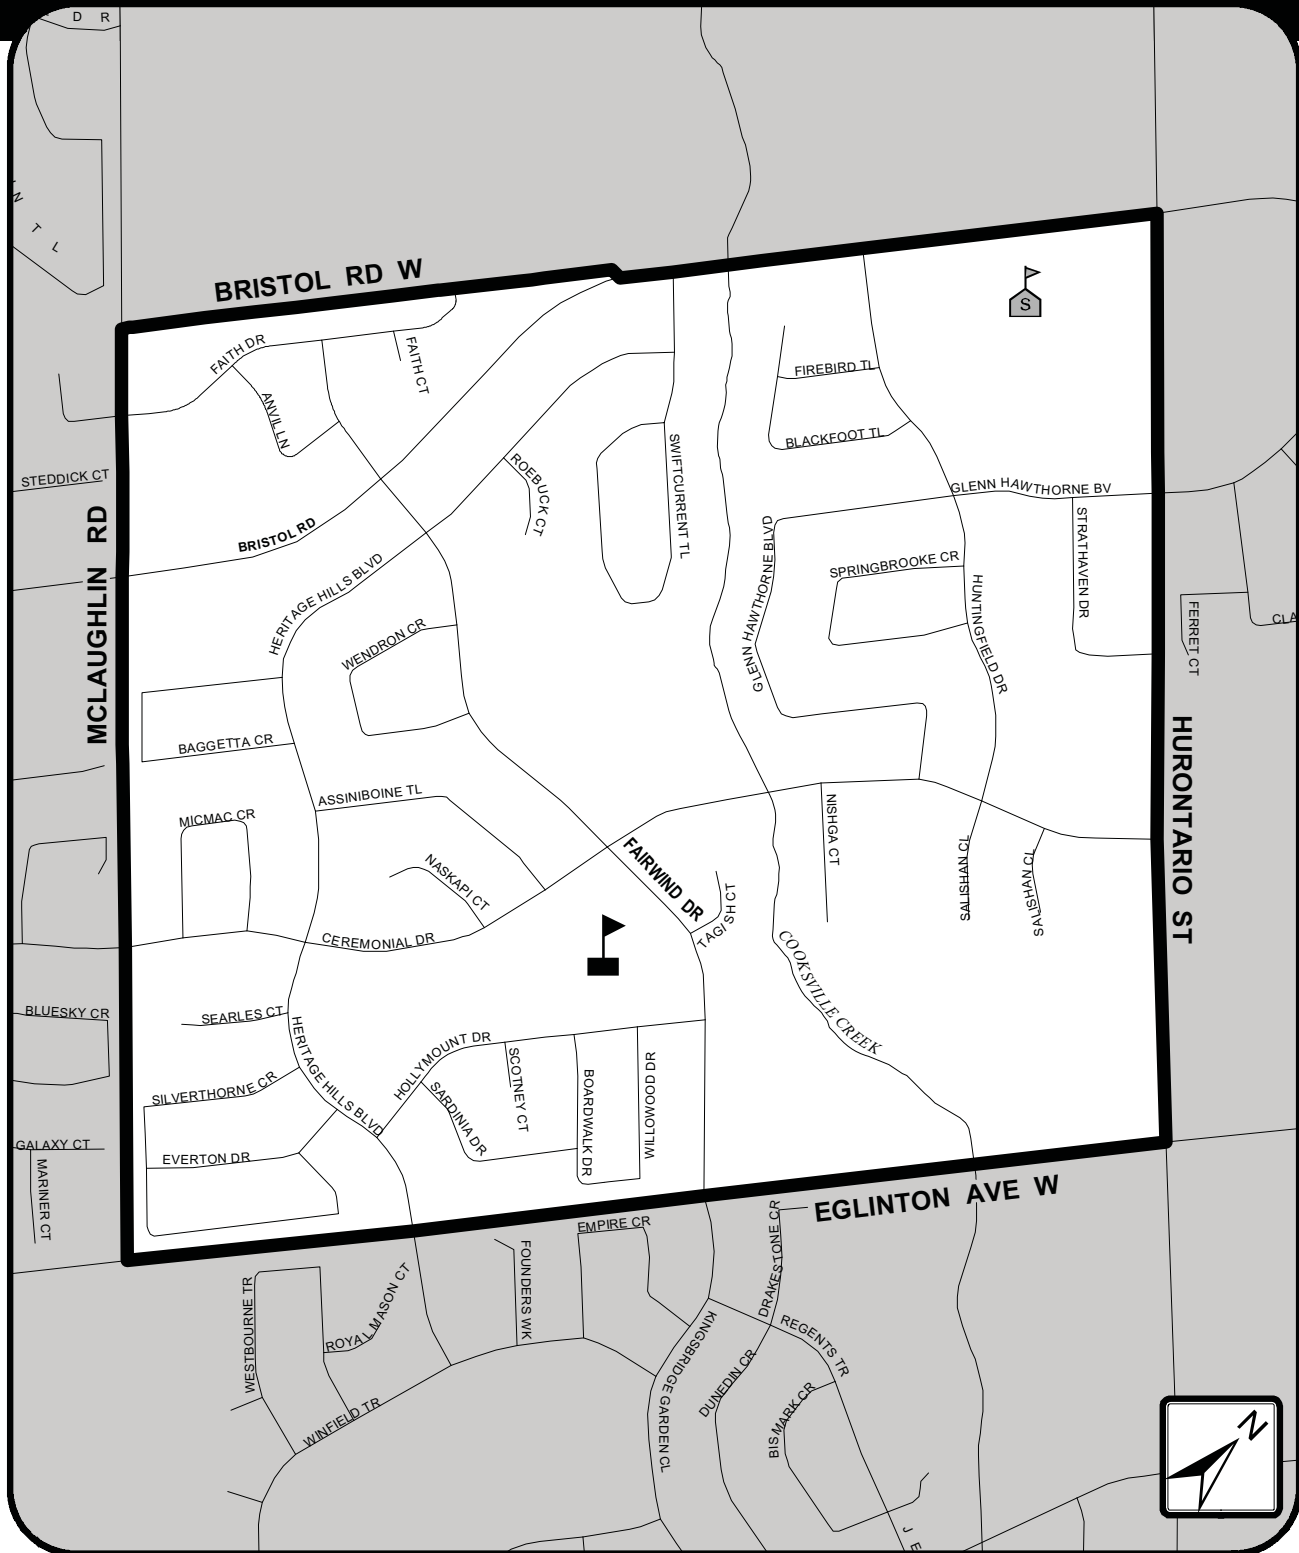 D R
N T L
BRISTOL RD W
S
FAITH DR
FAITH CT
ANVIL LN
FIREBIRD TL
BLACKFOOT TL
STEDDICK CT
ROEBUCK CT
SWIFTCURRENT TL
GLENN HAWTHORNE BV
STRATHAVEN DR
MCLAUGHLIN RD
BRISTOL RD
HERITAGE HILLS BLVD
WENDRON CR
GLENN HAWTHORNE BLVD
SPRINGBROOKE CR
HUNTINGFIELD DR
FERRET CT
CLA
BAGGETTA CR
HURONTARIO ST
ASSINIBOINE TL
MICMAC CR
NASKAPI CT
FAIRWIND DR
TAGISH CT
NISHGA CT
SALISHAN CL
SALISHAN CL
CEREMONIAL DR
COOKSVILLE CREEK
BLUESKY CR
SEARLES CT
HERITAGE HILLS BLVD
HOLLYMOUNT DR
SCOTNEY CT
SARDINIA DR
BOARDWALK DR
WILLOWOOD DR
SILVERTHORNE CR
GALAXY CT
MARINER CT
EVERTON DR
EGLINTON AVE W
EMPIRE CR
FOUNDERS WK
DRAKESTONE CR
WESTBOURNE TR
ROYAL MASON CT
KINGSBRIDGE GARDEN CL
REGENTS TR
DUNEDIN CR
BISMARK CR
WINFIELD TR
N
J E